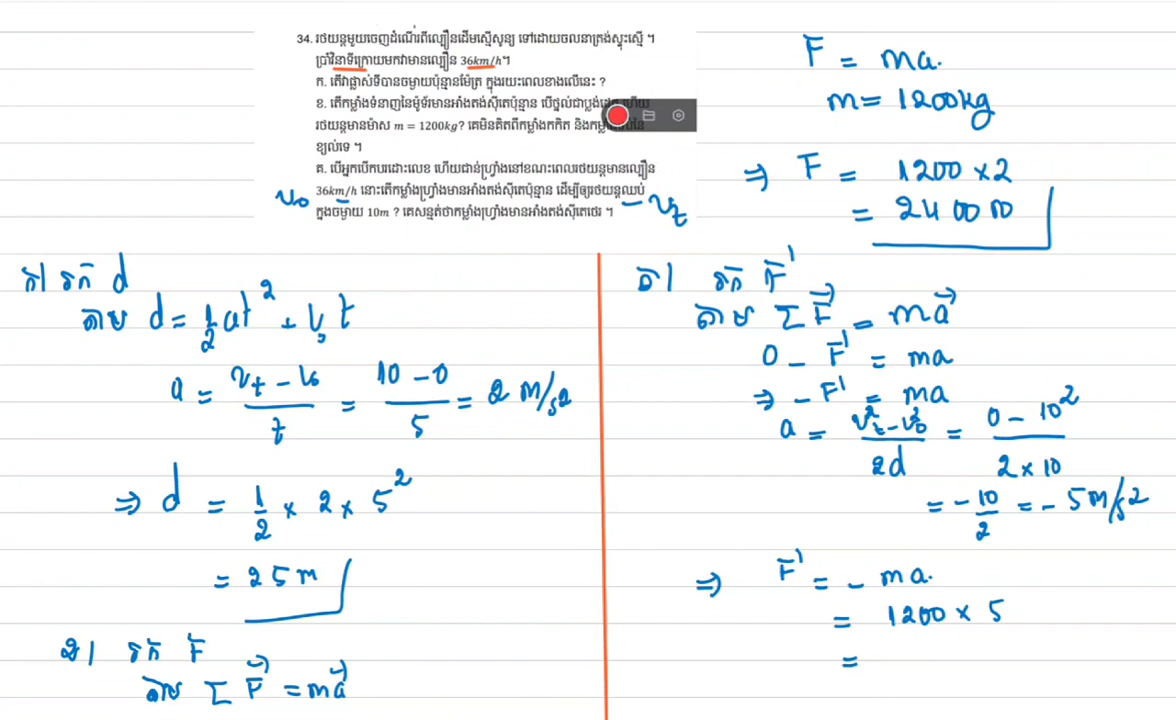 34. រថយន្តមួយចេញដំណើរពីល្បឿនដើមស្មើសូន្យ ទៅដោយចលនាត្រង់ស្ទុះស្មើ ។
ប្រាំវិនាទីក្រោយមកវាមានល្បឿន 36km/h។
ក. តើវាផ្លាស់ទីបានចម្ងាយប៉ុន្មានម៉ែត្រ ក្នុងរយៈពេលខាងលើនេះ ?
ខ. តើកម្លាំងទំនាញនៃម៉ូទ័រមានអាំងតង់ស៊ីតេប៉ុន្មាន បើថ្នល់ជាប្លង់ដេក ហើយ
រថយន្តមានម៉ាស m = 1200kg? គេមិនគិតពីកម្លាំងកកិត និងកម្លាំង
ខ្យល់ទេ ។
គ. បើអ្នកបើកបរដោះលេខ ហើយជាន់ហ្វ្រាំងនៅខណៈពេលរថយន្តមានល្បឿន
36km/h នោះតើកម្លាំងហ្វ្រាំងមានអាំងតង់ស៊ីតេប៉ុន្មាន ដើម្បីឲ្យរថយន្តឈប់
ក្នុងចម្ងាយ 10m ? គេសន្មត់ថាកម្លាំងហ្វ្រាំងមានអាំងតង់ស៊ីតេថេរ ។
v₀
- v_t
F = ma.
m = 1200kg
⇒ F = 1200 × 2
= 2400 N
ក/ រក d
តាម d = 1/2 at² + v₀t
a = (v_t - v₀)/t = (10 - 0)/5 = 2 m/s²
⇒ d = 1/2 × 2 × 5²
= 25m
ខ/ រក F
តាម Σ F⃗ = ma⃗
គ/ រក F'
តាម Σ F⃗ = ma⃗
0 - F' = ma
⇒ - F' = ma
a = (v_t² - v₀²)/2d = (0 - 10²)/(2 × 10)
= -10/2 = - 5m/s²
⇒ F' = - ma.
= 1200 × 5
=